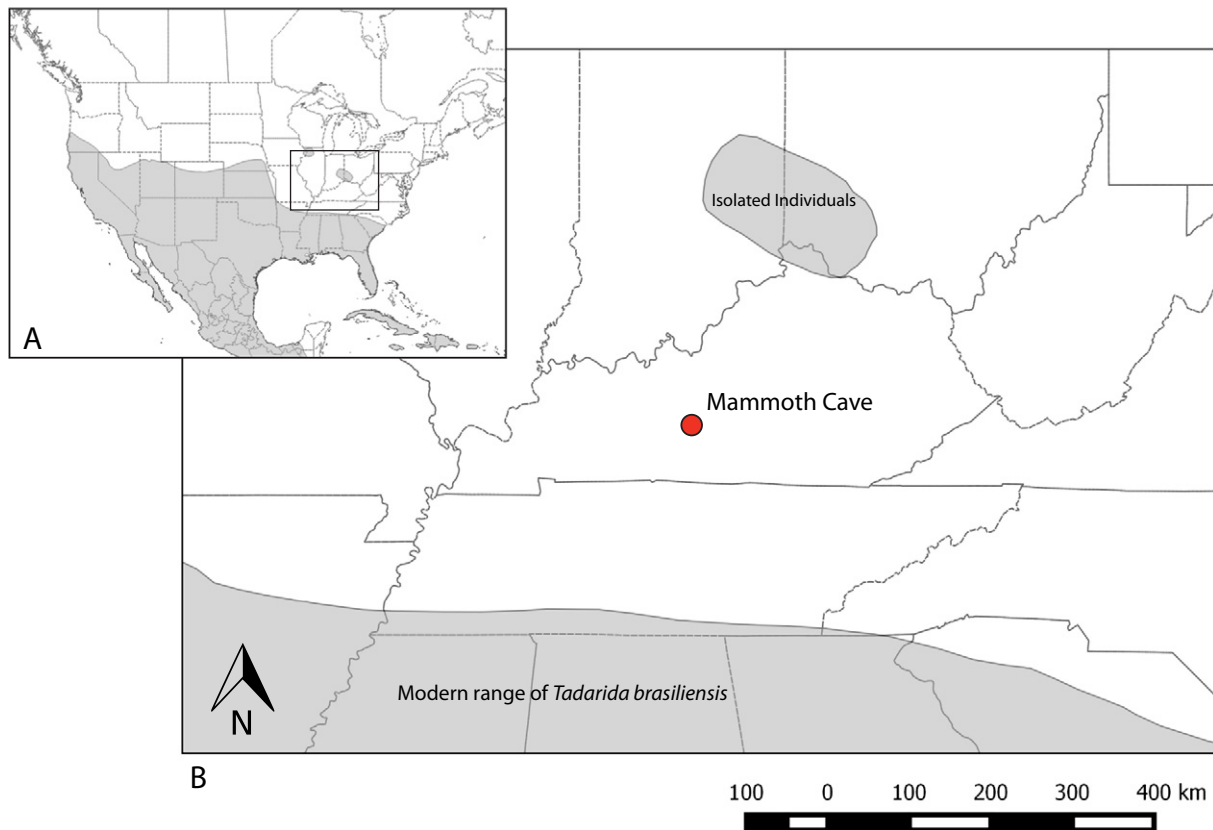 A
Isolated Individuals
Mammoth Cave
Modern range of Tadarida brasiliensis
N
B
100 0 100 200 300 400 km